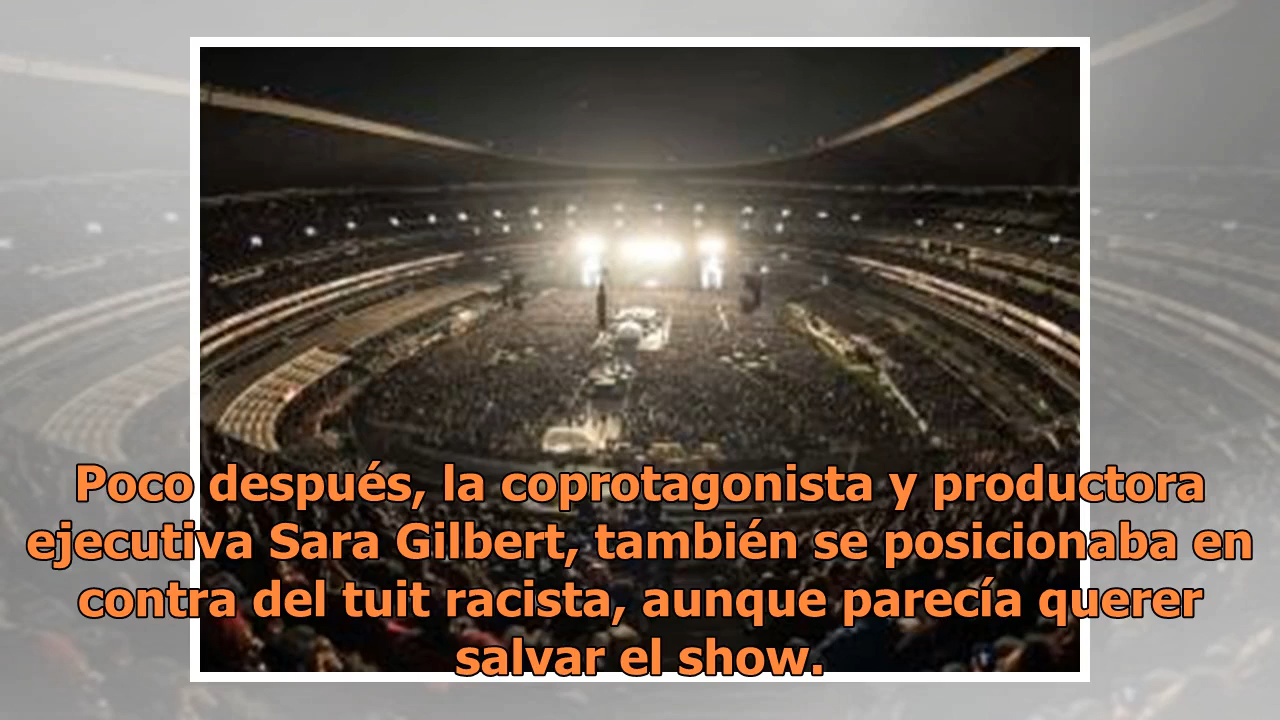 Poco después, la coprotagonista y productora
ejecutiva Sara Gilbert, también se posicionaba en
contra del tuit racista, aunque parecía querer
salvar el show.